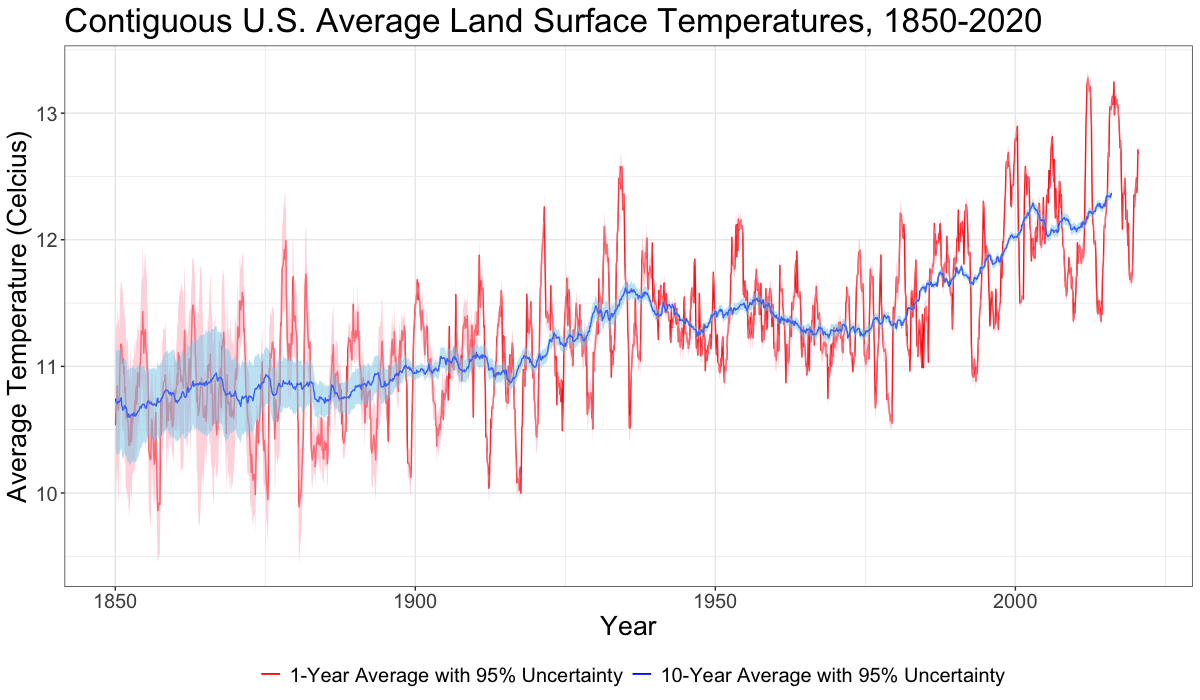 Contiguous U.S. Average Land Surface Temperatures, 1850-2020
Average Temperature (Celcius)
13
12
11
10
1850 1900 1950 2000
Year
1-Year Average with 95% Uncertainty 10-Year Average with 95% Uncertainty